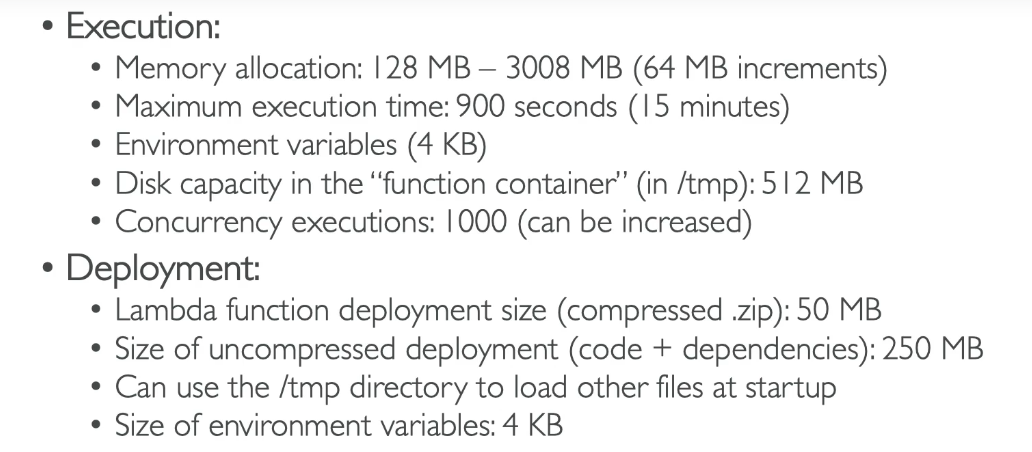 • Execution:
• Memory allocation: 128 MB – 3008 MB (64 MB increments)
• Maximum execution time: 900 seconds (15 minutes)
• Environment variables (4 KB)
• Disk capacity in the “function container” (in /tmp): 512 MB
• Concurrency executions: 1000 (can be increased)
• Deployment:
• Lambda function deployment size (compressed .zip): 50 MB
• Size of uncompressed deployment (code + dependencies): 250 MB
• Can use the /tmp directory to load other files at startup
• Size of environment variables: 4 KB